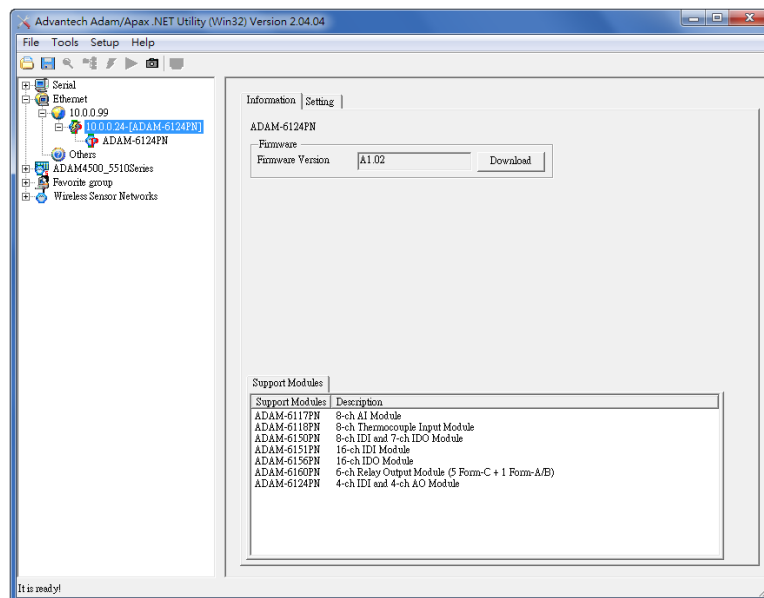 Advantech Adam/Apax .NET Utility (Win32) Version 2.04.04
File Tools Setup Help
Serial
Ethernet
10.0.0.99
10.0.0.24-[ADAM-6124PN]
ADAM-6124PN
Others
ADAM4500_5510Series
Favorite group
Wireless Sensor Networks
Information Setting
ADAM-6124PN
Firmware
Firmware Version A1.02 Download
Support Modules
Support Modules Description
ADAM-6117PN 8-ch AI Module
ADAM-6118PN 8-ch Thermocouple Input Module
ADAM-6150PN 8-ch IDI and 7-ch IDO Module
ADAM-6151PN 16-ch IDI Module
ADAM-6156PN 16-ch IDO Module
ADAM-6160PN 6-ch Relay Output Module (5 Form-C + 1 Form-A/B)
ADAM-6124PN 4-ch IDI and 4-ch AO Module
It is ready!